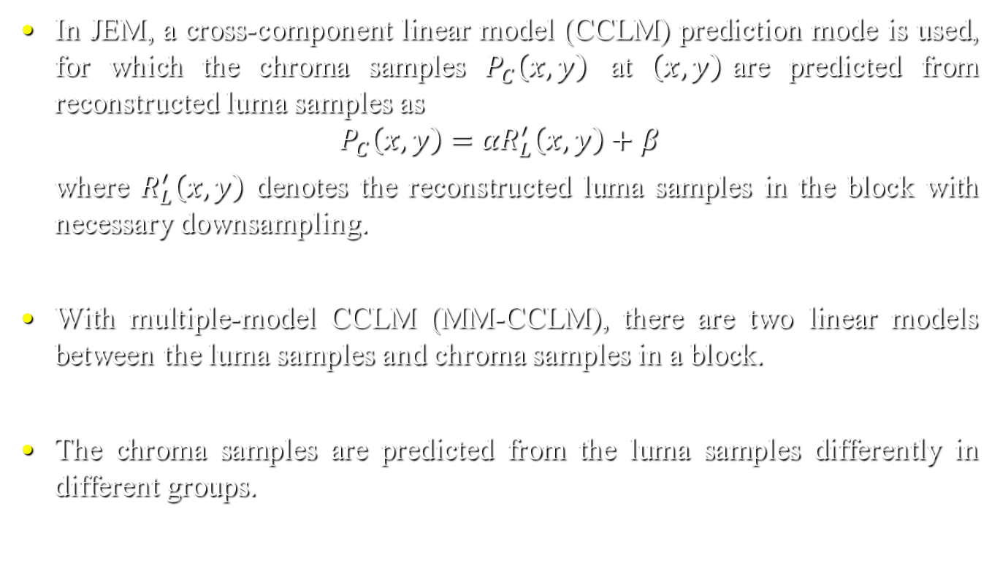 • In JEM, a cross-component linear model (CCLM) prediction mode is used,
for which the chroma samples P_C(x, y) at (x, y) are predicted from
reconstructed luma samples as
P_C(x, y) = αR′_L(x, y) + β
where R′_L(x, y) denotes the reconstructed luma samples in the block with
necessary downsampling.
• With multiple-model CCLM (MM-CCLM), there are two linear models
between the luma samples and chroma samples in a block.
• The chroma samples are predicted from the luma samples differently in
different groups.